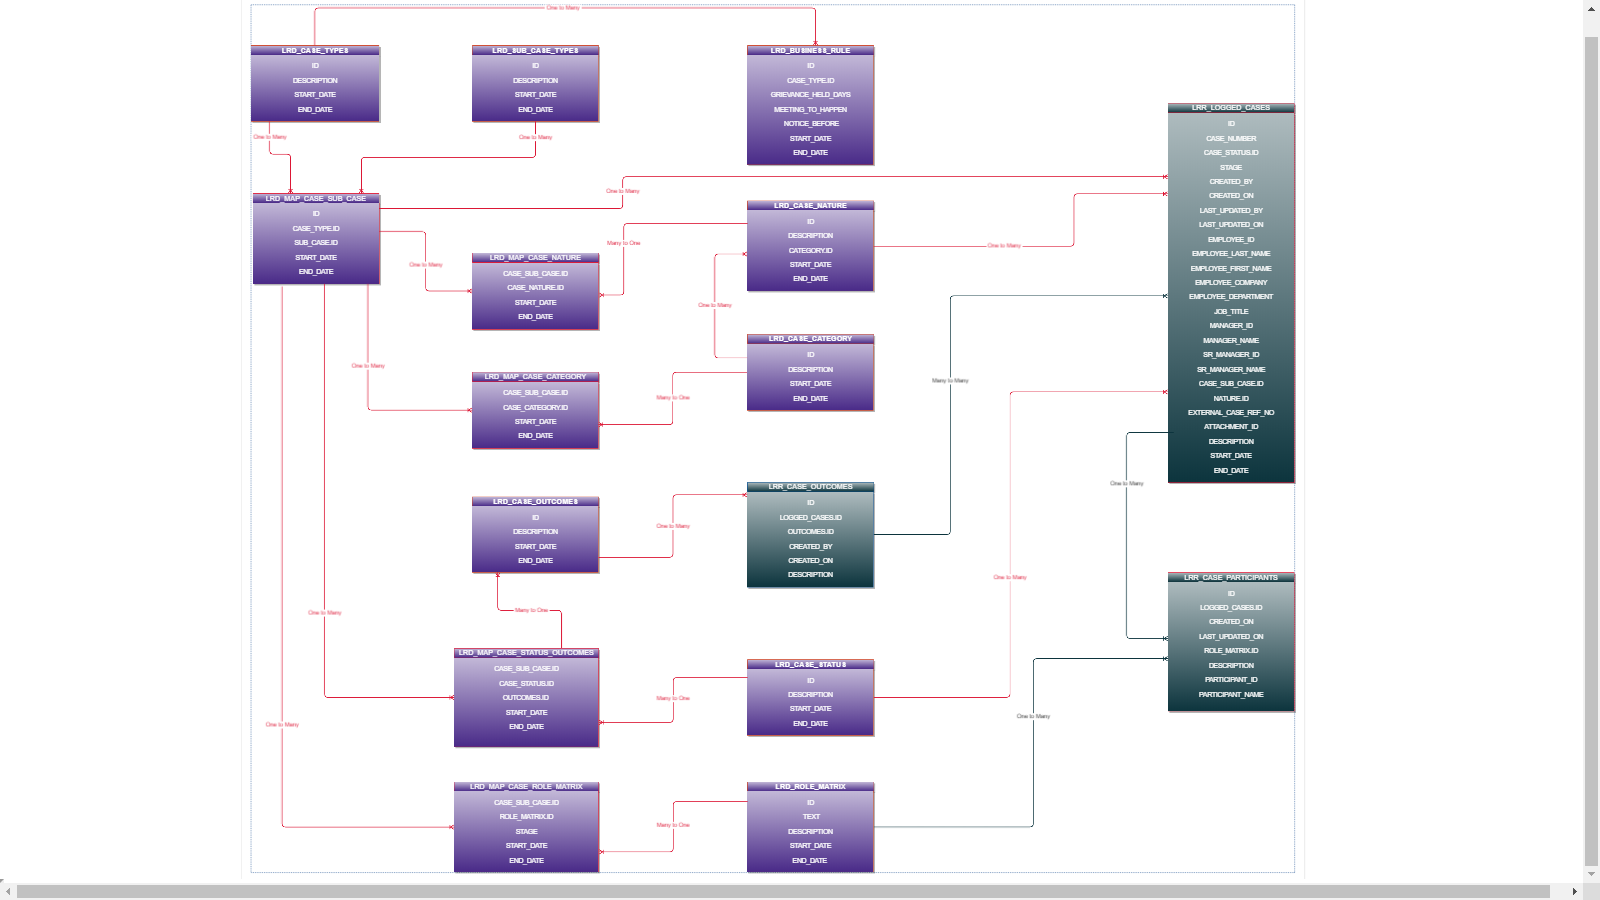 One to Many
LRD_CASE_TYPES
ID
DESCRIPTION
START_DATE
END_DATE
LRD_SUB_CASE_TYPES
ID
DESCRIPTION
START_DATE
END_DATE
LRD_BUSINESS_RULE
ID
CASE_TYPE.ID
GRIEVANCE_HELD_DAYS
MEETING_TO_HAPPEN
NOTICE_BEFORE
START_DATE
END_DATE
LRR_LOGGED_CASES
ID
CASE_NUMBER
CASE_STATUS.ID
STAGE
CREATED_BY
CREATED_ON
LAST_UPDATED_BY
LAST_UPDATED_ON
EMPLOYEE_ID
EMPLOYEE_LAST_NAME
EMPLOYEE_FIRST_NAME
EMPLOYEE_COMPANY
EMPLOYEE_DEPARTMENT
JOB_TITLE
MANAGER_ID
MANAGER_NAME
SR_MANAGER_ID
SR_MANAGER_NAME
CASE_SUB_CASE.ID
NATURE.ID
EXTERNAL_CASE_REF_NO
ATTACHMENT_ID
DESCRIPTION
START_DATE
END_DATE
One to Many
One to Many
One to Many
LRD_MAP_CASE_SUB_CASE
ID
CASE_TYPE.ID
SUB_CASE.ID
START_DATE
END_DATE
LRD_CASE_NATURE
ID
DESCRIPTION
CATEGORY.ID
START_DATE
END_DATE
Many to One
One to Many
One to Many
LRD_MAP_CASE_NATURE
CASE_SUB_CASE.ID
CASE_NATURE.ID
START_DATE
END_DATE
One to Many
LRD_CASE_CATEGORY
ID
DESCRIPTION
START_DATE
END_DATE
One to Many
LRD_MAP_CASE_CATEGORY
CASE_SUB_CASE.ID
CASE_CATEGORY.ID
START_DATE
END_DATE
Many to One
Many to Many
One to Many
LRD_CASE_OUTCOMES
ID
DESCRIPTION
START_DATE
END_DATE
One to Many
LRR_CASE_OUTCOMES
ID
LOGGED_CASES.ID
OUTCOMES.ID
CREATED_BY
CREATED_ON
DESCRIPTION
One to Many
LRR_CASE_PARTICIPANTS
ID
LOGGED_CASES.ID
CREATED_ON
LAST_UPDATED_ON
ROLE_MATRIX.ID
DESCRIPTION
PARTICIPANT_ID
PARTICIPANT_NAME
One to Many
Many to One
LRD_MAP_CASE_STATUS_OUTCOMES
CASE_SUB_CASE.ID
CASE_STATUS.ID
OUTCOMES.ID
START_DATE
END_DATE
Many to One
LRD_CASE_STATUS
ID
DESCRIPTION
START_DATE
END_DATE
One to Many
One to Many
LRD_MAP_CASE_ROLE_MATRIX
CASE_SUB_CASE.ID
ROLE_MATRIX.ID
STAGE
START_DATE
END_DATE
Many to One
LRD_ROLE_MATRIX
ID
TEXT
DESCRIPTION
START_DATE
END_DATE